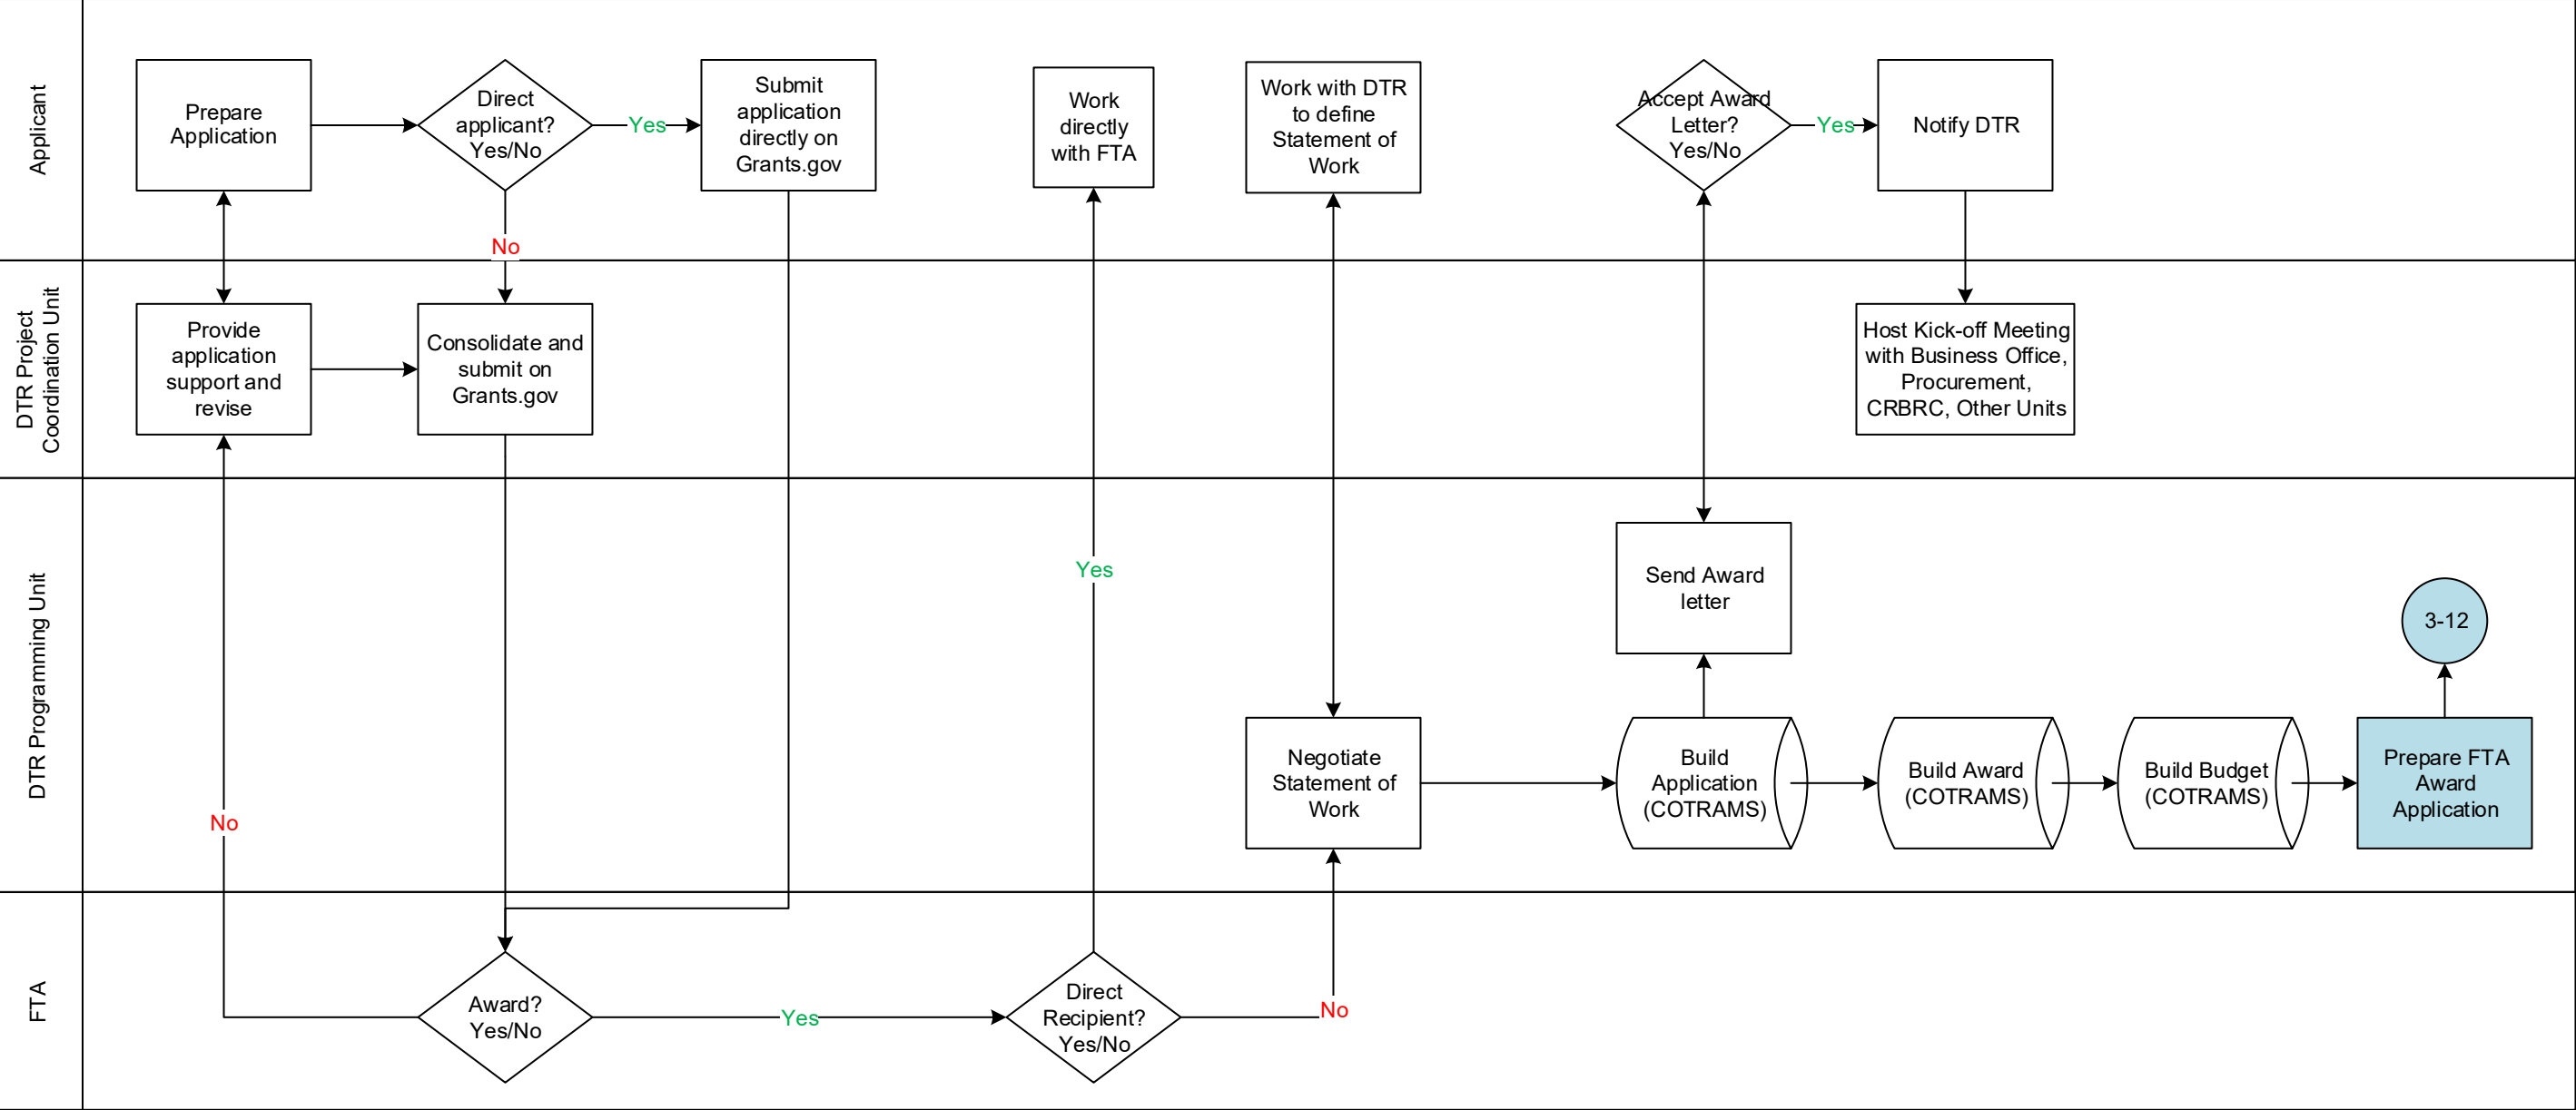 Applicant
Prepare
Application
Direct
applicant?
Yes/No
Yes
Submit
application
directly on
Grants.gov
Work
directly
with FTA
Work with DTR
to define
Statement of
Work
Accept Award
Letter?
Yes/No
Yes
Notify DTR
No
DTR Project
Coordination Unit
Provide
application
support and
revise
Consolidate and
submit on
Grants.gov
Host Kick-off Meeting
with Business Office,
Procurement,
CRBRC, Other Units
DTR Programming Unit
Yes
Send Award
letter
3-12
No
Negotiate
Statement of
Work
Build
Application
(COTRAMS)
Build Award
(COTRAMS)
Build Budget
(COTRAMS)
Prepare FTA
Award
Application
FTA
Award?
Yes/No
Yes
Direct
Recipient?
Yes/No
No